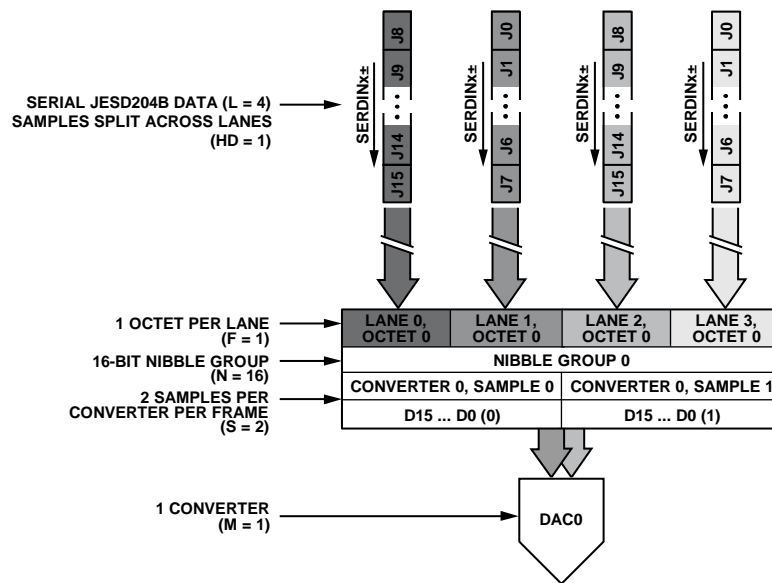 J8
J9
J14
J15
SERDINx±
J0
J1
J6
J7
SERDINx±
J8
J9
J14
J15
SERDINx±
J0
J1
J6
J7
SERDINx±
SERIAL JESD204B DATA (L = 4)
SAMPLES SPLIT ACROSS LANES
(HD = 1)
1 OCTET PER LANE
(F = 1)
LANE 0,
OCTET 0
LANE 1,
OCTET 0
LANE 2,
OCTET 0
LANE 3,
OCTET 0
16-BIT NIBBLE GROUP
(N = 16)
NIBBLE GROUP 0
2 SAMPLES PER
CONVERTER PER FRAME
(S = 2)
CONVERTER 0, SAMPLE 0
CONVERTER 0, SAMPLE 1
D15 ... D0 (0)
D15 ... D0 (1)
1 CONVERTER
(M = 1)
DAC0